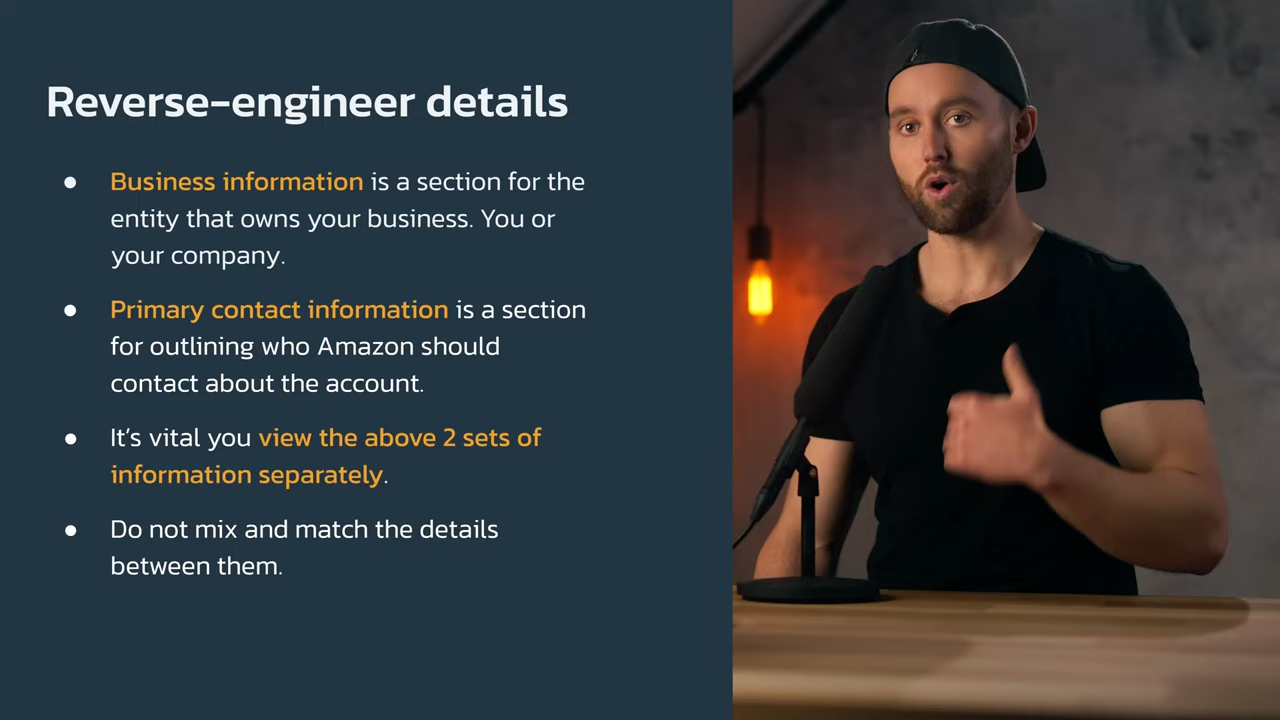 Reverse-engineer details
● Business information is a section for the
entity that owns your business. You or
your company.
● Primary contact information is a section
for outlining who Amazon should
contact about the account.
● It's vital you view the above 2 sets of
information separately.
● Do not mix and match the details
between them.